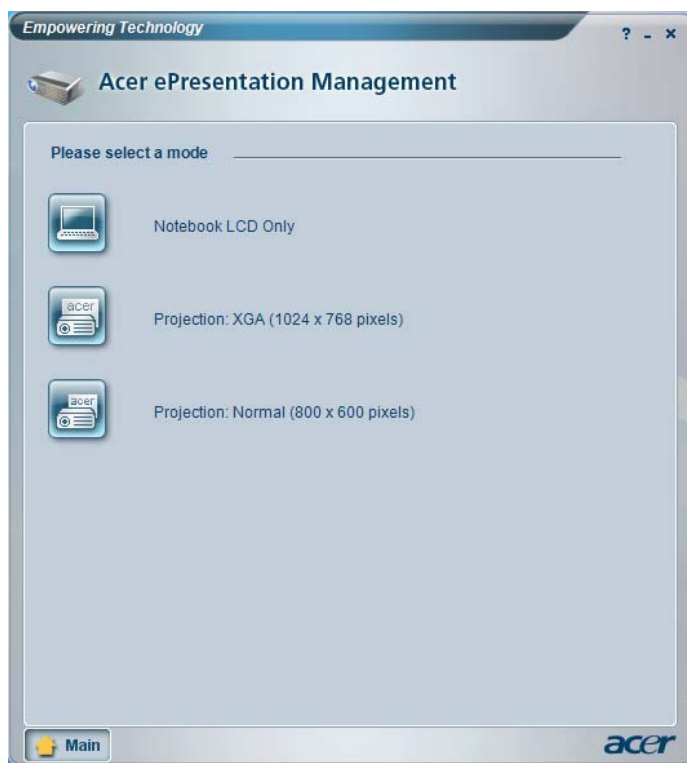 Empowering Technology
? - x
Acer ePresentation Management
Please select a mode
Notebook LCD Only
acer
Projection: XGA (1024 x 768 pixels)
acer
Projection: Normal (800 x 600 pixels)
Main
acer